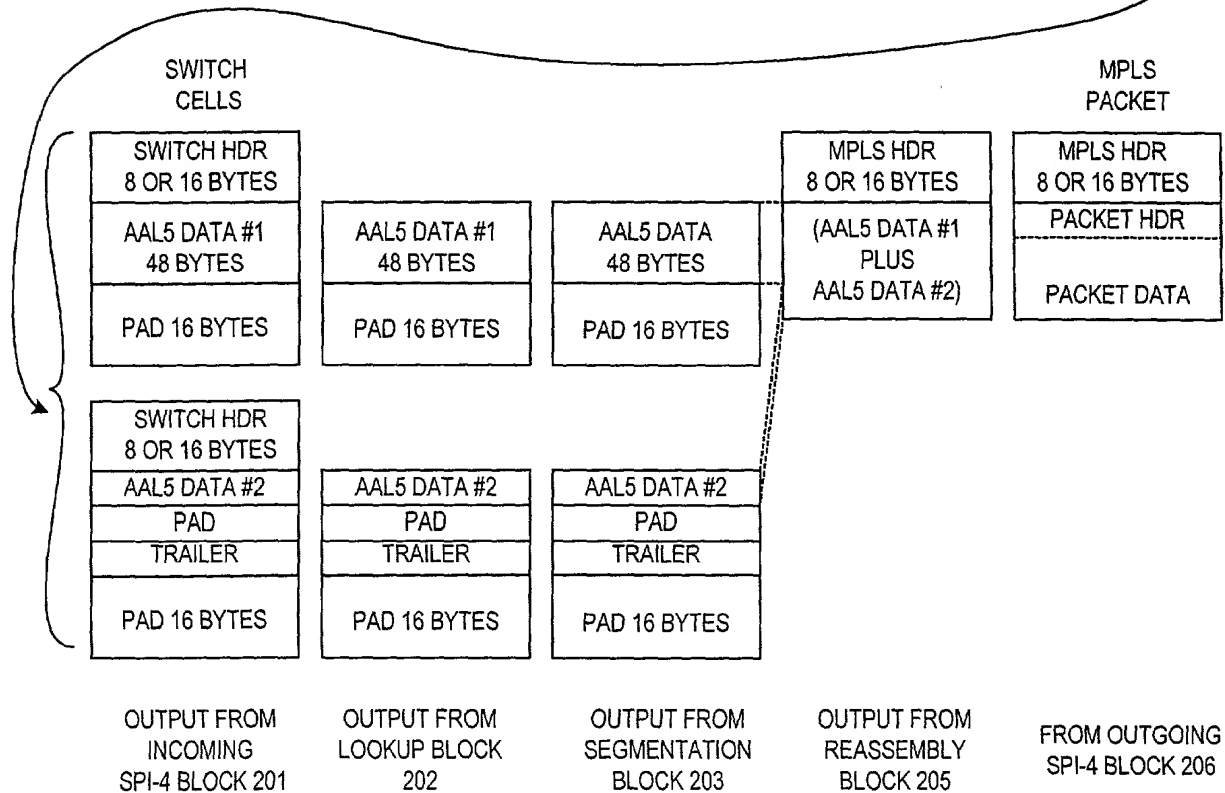 SWITCH
CELLS
MPLS
PACKET
SWITCH HDR
8 OR 16 BYTES
AAL5 DATA #1
48 BYTES
PAD 16 BYTES
AAL5 DATA #1
48 BYTES
PAD 16 BYTES
AAL5 DATA
48 BYTES
PAD 16 BYTES
MPLS HDR
8 OR 16 BYTES
(AAL5 DATA #1
PLUS
AAL5 DATA #2)
MPLS HDR
8 OR 16 BYTES
PACKET HDR
PACKET DATA
SWITCH HDR
8 OR 16 BYTES
AAL5 DATA #2
PAD
TRAILER
PAD 16 BYTES
AAL5 DATA #2
PAD
TRAILER
PAD 16 BYTES
AAL5 DATA #2
PAD
TRAILER
PAD 16 BYTES
OUTPUT FROM
INCOMING
SPI-4 BLOCK 201
OUTPUT FROM
LOOKUP BLOCK
202
OUTPUT FROM
SEGMENTATION
BLOCK 203
OUTPUT FROM
REASSEMBLY
BLOCK 205
FROM OUTGOING
SPI-4 BLOCK 206